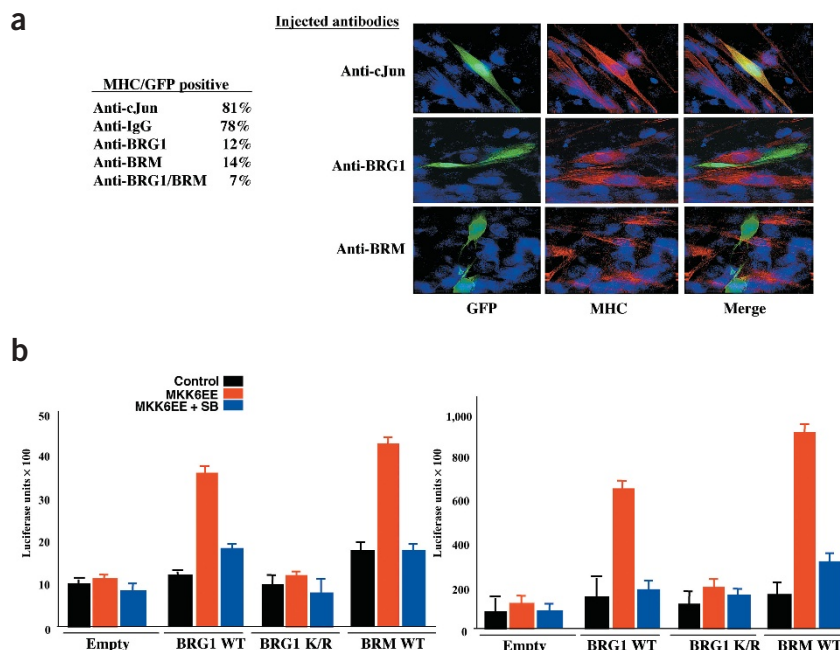 a
Injected antibodies
MHC/GFP positive
Anti-cJun 81%
Anti-IgG 78%
Anti-BRG1 12%
Anti-BRM 14%
Anti-BRG1/BRM 7%
Anti-cJun
Anti-BRG1
Anti-BRM
GFP MHC Merge
b
Control
MKK6EE
MKK6EE + SB
Luciferase units × 100
50
40
30
20
10
0
Empty BRG1 WT BRG1 K/R BRM WT
Luciferase units × 100
1,000
800
600
400
200
0
Empty BRG1 WT BRG1 K/R BRM WT